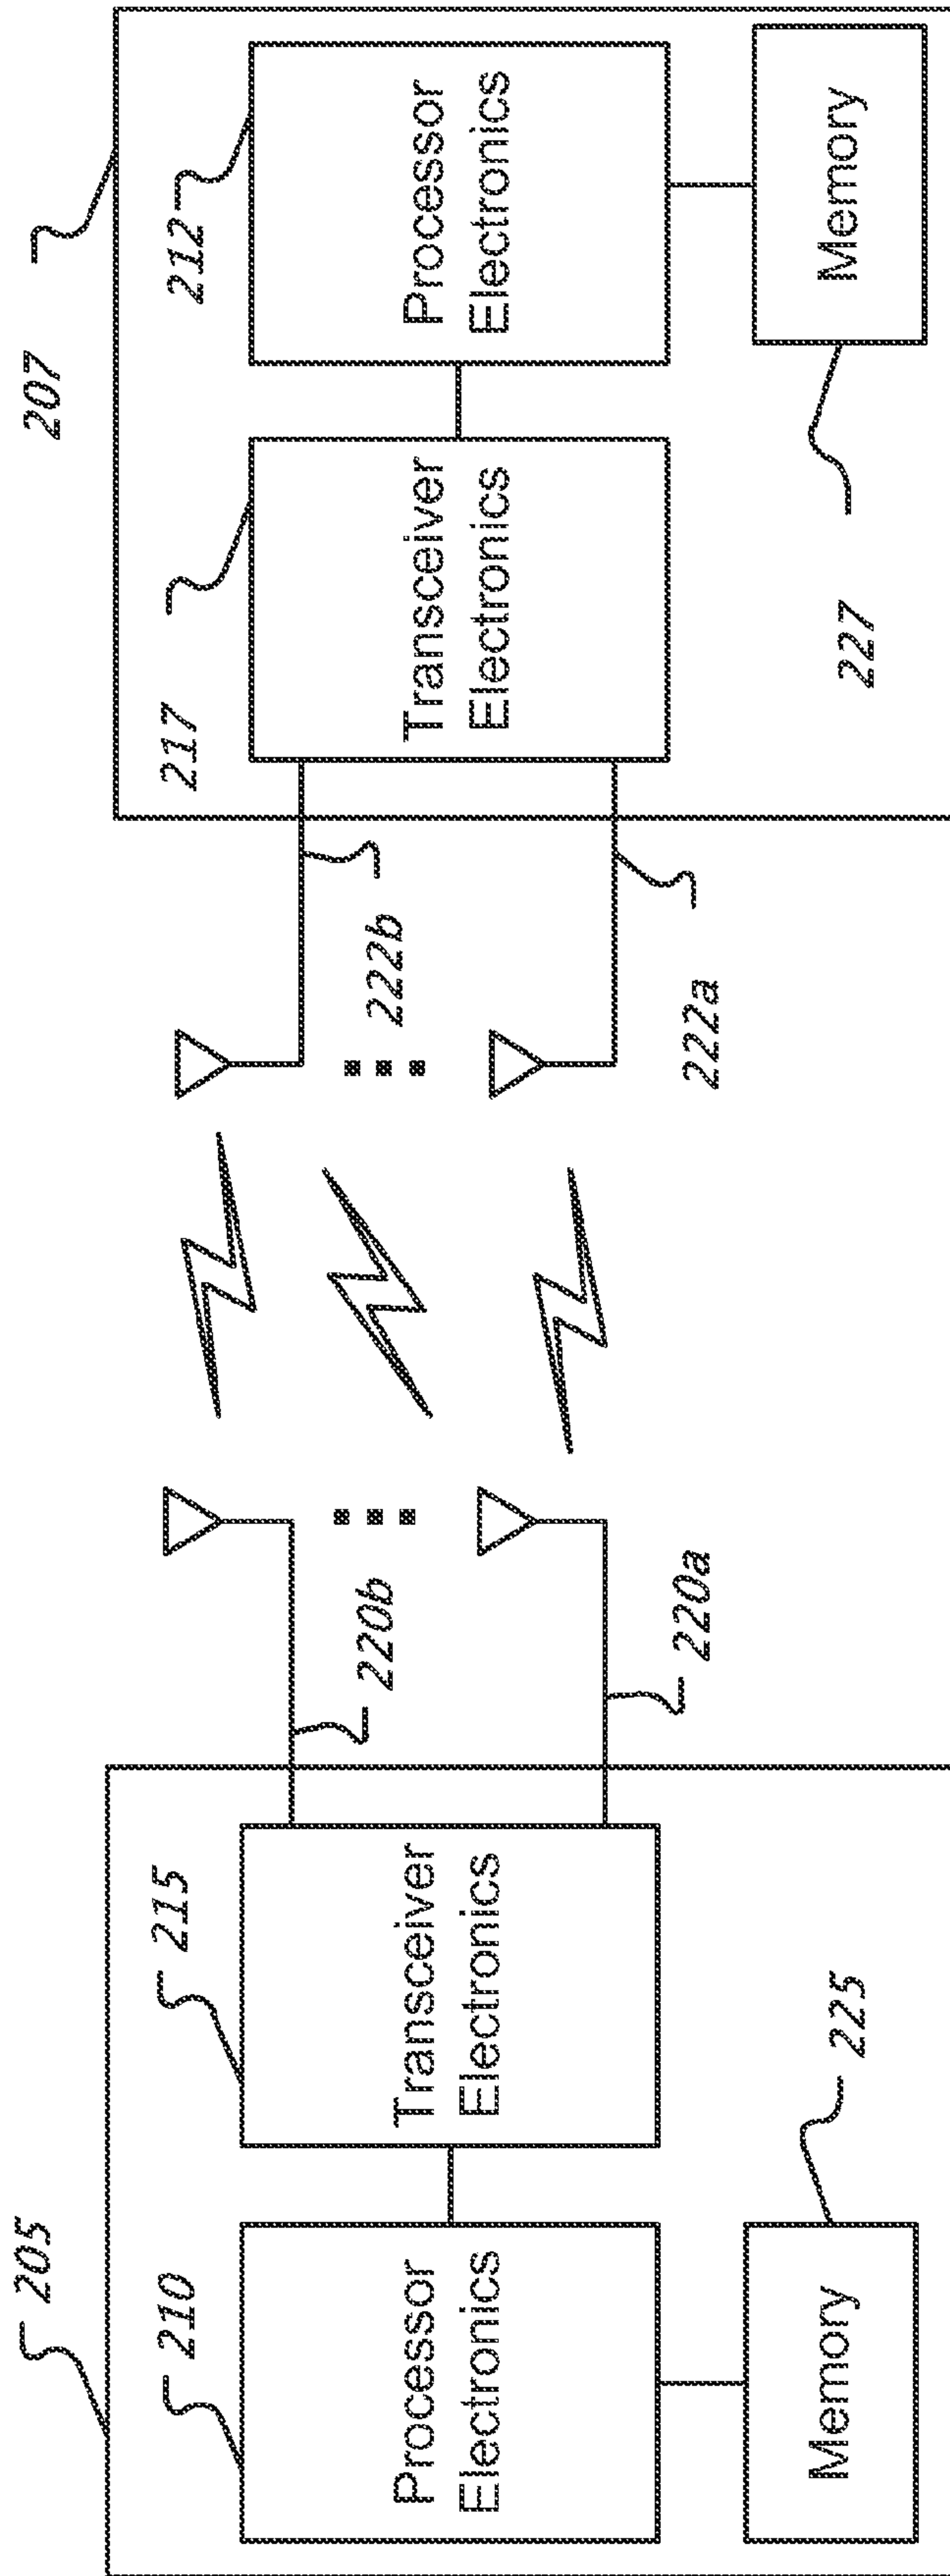 205
207
210
215
217
212
Processor
Electronics
Transceiver
Electronics
Transceiver
Electronics
Processor
Electronics
220b
222b
220a
222a
225
227
Memory
Memory